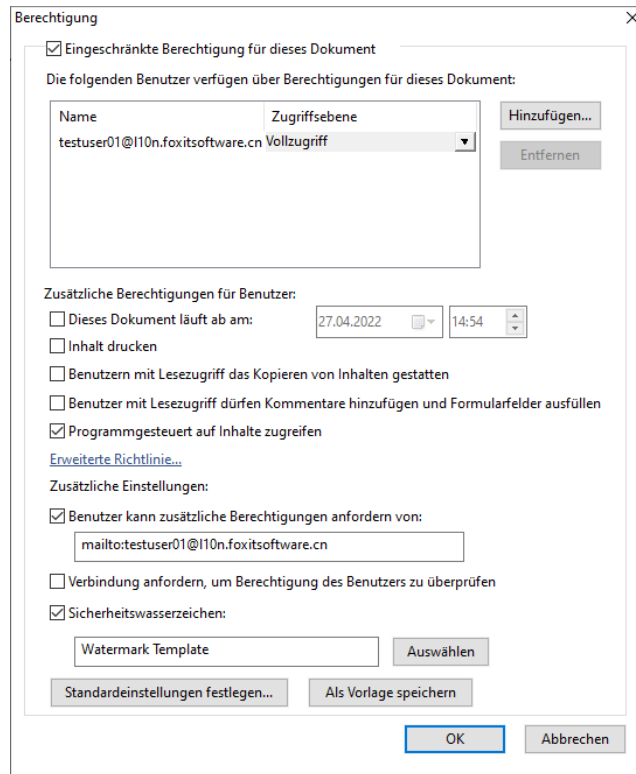 Berechtigung
Eingeschränkte Berechtigung für dieses Dokument
Die folgenden Benutzer verfügen über Berechtigungen für dieses Dokument:
Name Zugriffsebene Hinzufügen...
testuser01@l10n.foxitsoftware.cn Vollzugriff
Entfernen
Zusätzliche Berechtigungen für Benutzer:
Dieses Dokument läuft ab am: 27.04.2022 14:54
Inhalt drucken
Benutzern mit Lesezugriff das Kopieren von Inhalten gestatten
Benutzer mit Lesezugriff dürfen Kommentare hinzufügen und Formularfelder ausfüllen
Programmgesteuert auf Inhalte zugreifen
Erweiterte Richtlinie...
Zusätzliche Einstellungen:
Benutzer kann zusätzliche Berechtigungen anfordern von:
mailto:testuser01@l10n.foxitsoftware.cn
Verbindung anfordern, um Berechtigung des Benutzers zu überprüfen
Sicherheitswasserzeichen:
Watermark Template Auswählen
Standardeinstellungen festlegen... Als Vorlage speichern
OK Abbrechen